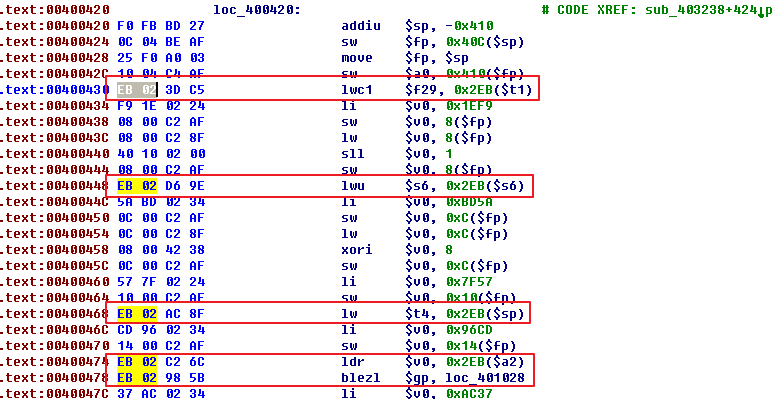 .text:00400420 loc_400420: # CODE XREF: sub_403238+424↓p
.text:00400420 F0 FB BD 27 addiu $sp, -0x410
.text:00400424 0C 04 BE AF sw $fp, 0x40C($sp)
.text:00400428 25 F0 A0 03 move $fp, $sp
.text:0040042C 10 04 C4 AF sw $a0, 0x410($fp)
.text:00400430 EB 02 3D C5 lwc1 $f29, 0x2EB($t1)
.text:00400434 F9 1E 02 24 li $v0, 0x1EF9
.text:00400438 08 00 C2 AF sw $v0, 8($fp)
.text:0040043C 08 00 C2 8F lw $v0, 8($fp)
.text:00400440 40 10 02 00 sll $v0, 1
.text:00400444 08 00 C2 AF sw $v0, 8($fp)
.text:00400448 EB 02 D6 9E lwu $s6, 0x2EB($s6)
.text:0040044C 5A BD 02 34 li $v0, 0xBD5A
.text:00400450 0C 00 C2 AF sw $v0, 0xC($fp)
.text:00400454 0C 00 C2 8F lw $v0, 0xC($fp)
.text:00400458 08 00 42 38 xori $v0, 8
.text:0040045C 0C 00 C2 AF sw $v0, 0xC($fp)
.text:00400460 57 7F 02 24 li $v0, 0x7F57
.text:00400464 10 00 C2 AF sw $v0, 0x10($fp)
.text:00400468 EB 02 AC 8F lw $t4, 0x2EB($sp)
.text:0040046C CD 96 02 34 li $v0, 0x96CD
.text:00400470 14 00 C2 AF sw $v0, 0x14($fp)
.text:00400474 EB 02 C2 6C ldr $v0, 0x2EB($a2)
.text:00400478 EB 02 98 5B blezl $gp, loc_401028
.text:0040047C 37 AC 02 34 li $v0, 0xAC37